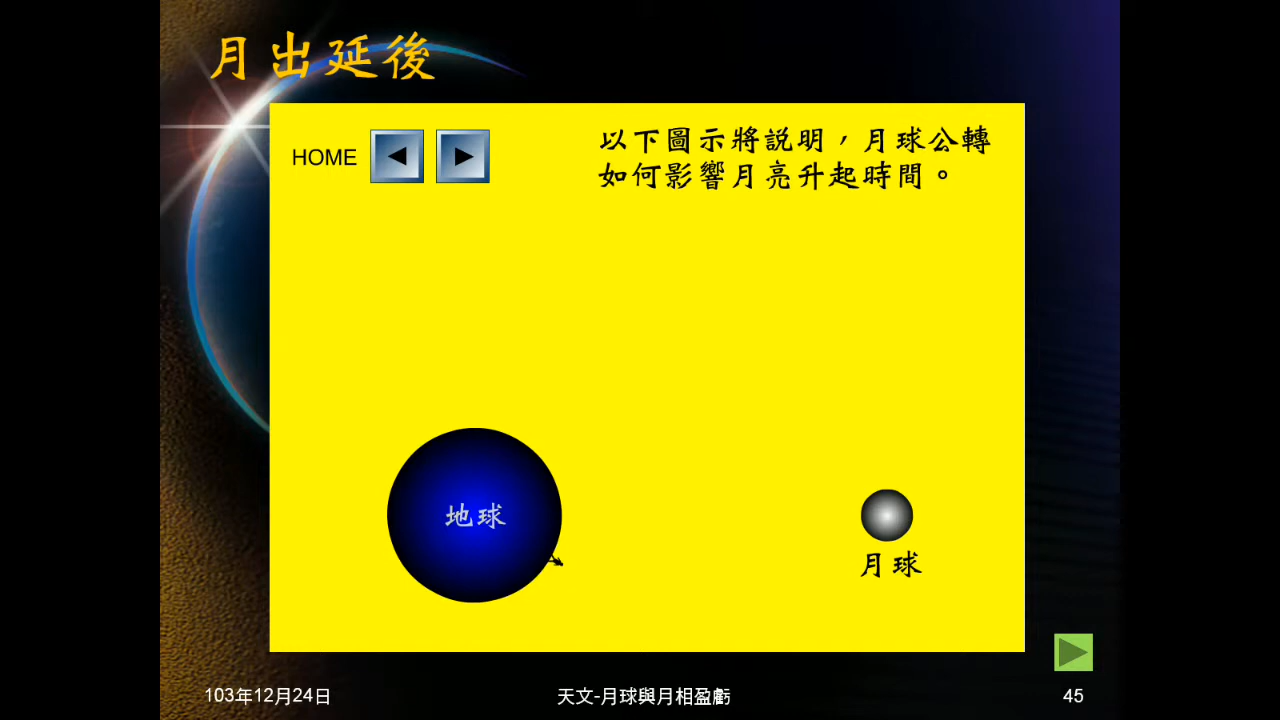 月出延後
HOME
以下圖示將説明，月球公轉
如何影響月亮升起時間。
地球
月球
103年12月24日
天文-月球與月相盈虧
45